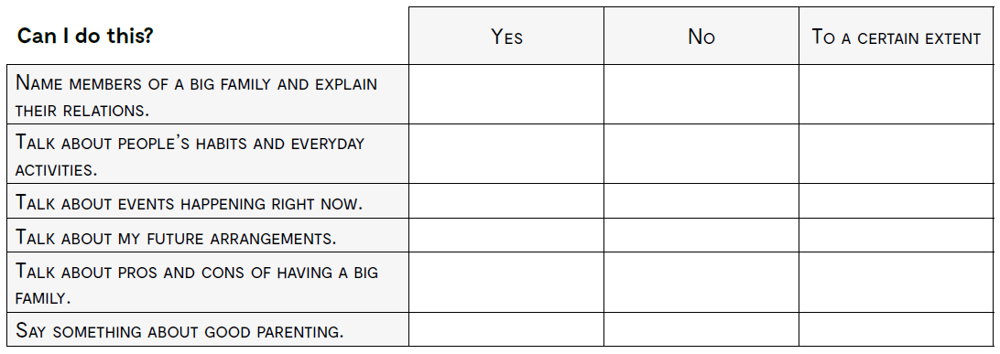 Can I do this? Yes No To a certain extent
Name members of a big family and explain
their relations.
Talk about people’s habits and everyday
activities.
Talk about events happening right now.
Talk about my future arrangements.
Talk about pros and cons of having a big
family.
Say something about good parenting.